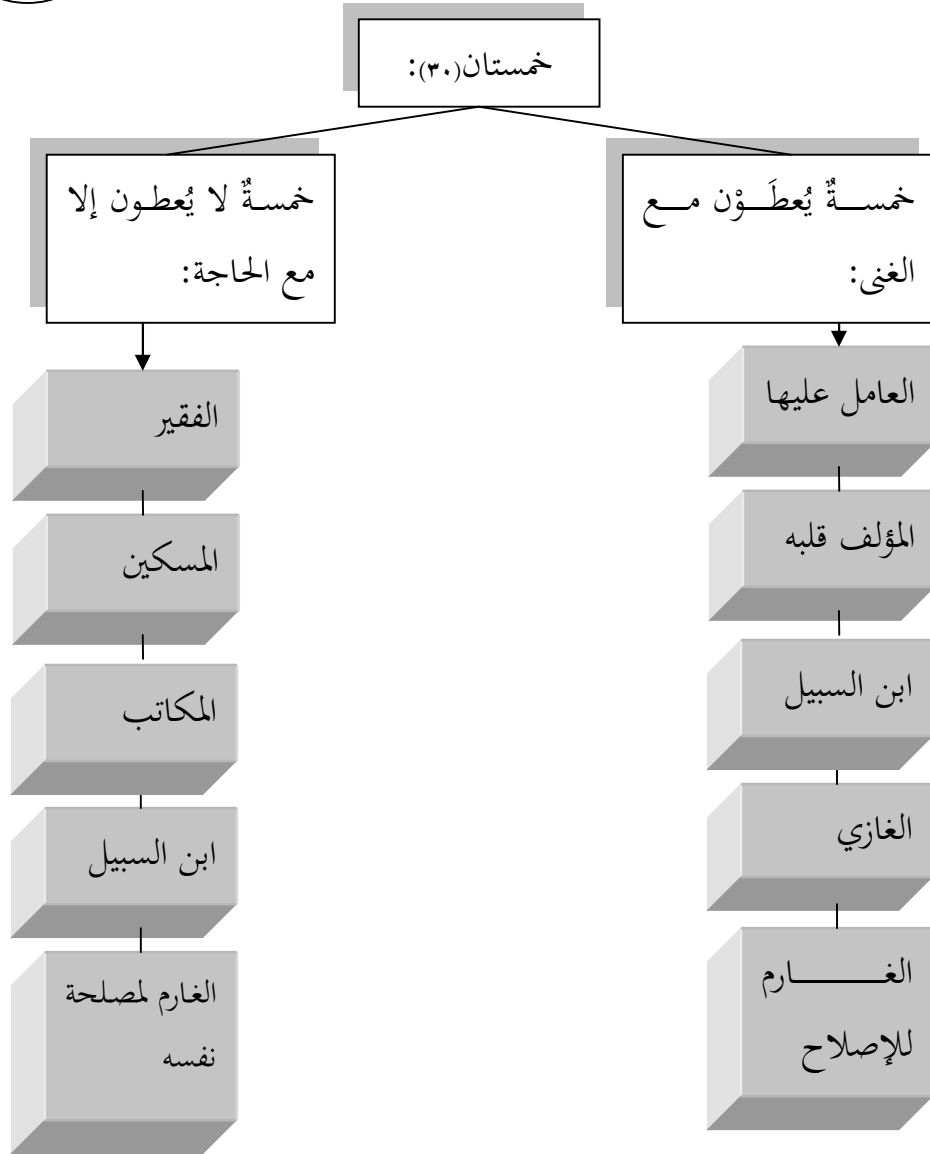 خمستان(٣٠):
خمسةٌ يُعطَوْن مع
الغنى:
العامل عليها
المؤلف قلبه
ابن السبيل
الغازي
الغارم
للإصلاح
خمسةٌ لا يُعطون إلا
مع الحاجة:
الفقير
المسكين
المكاتب
ابن السبيل
الغارم لمصلحة
نفسه